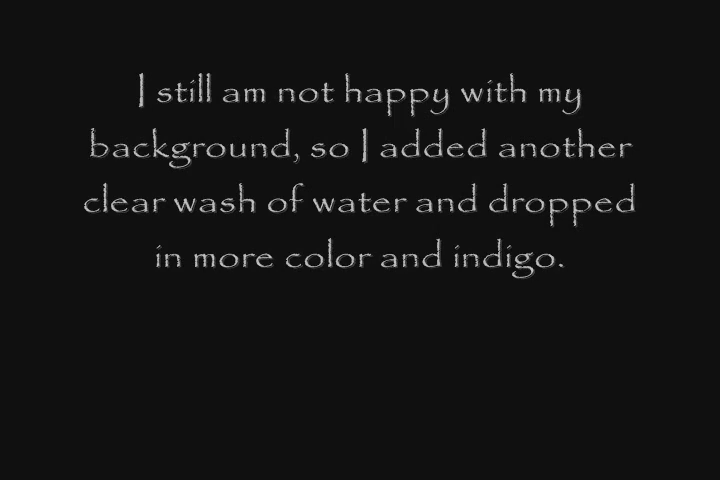 I still am not happy with my
background, so I added another
clear wash of water and dropped
in more color and indigo.